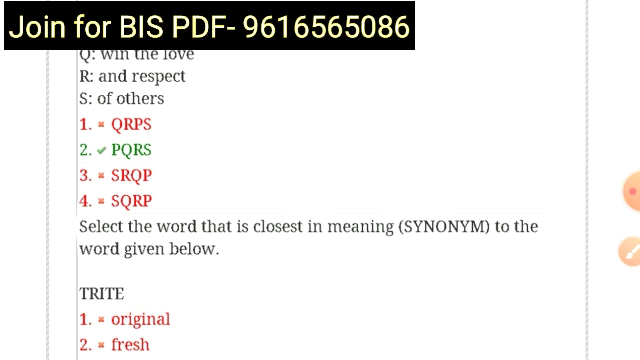 Join for BIS PDF- 9616565086
Q: win the love
R: and respect
S: of others
1. QRPS
2. PQRS
3. SRQP
4. SQRP
Select the word that is closest in meaning (SYNONYM) to the
word given below.
TRITE
1. original
2. fresh